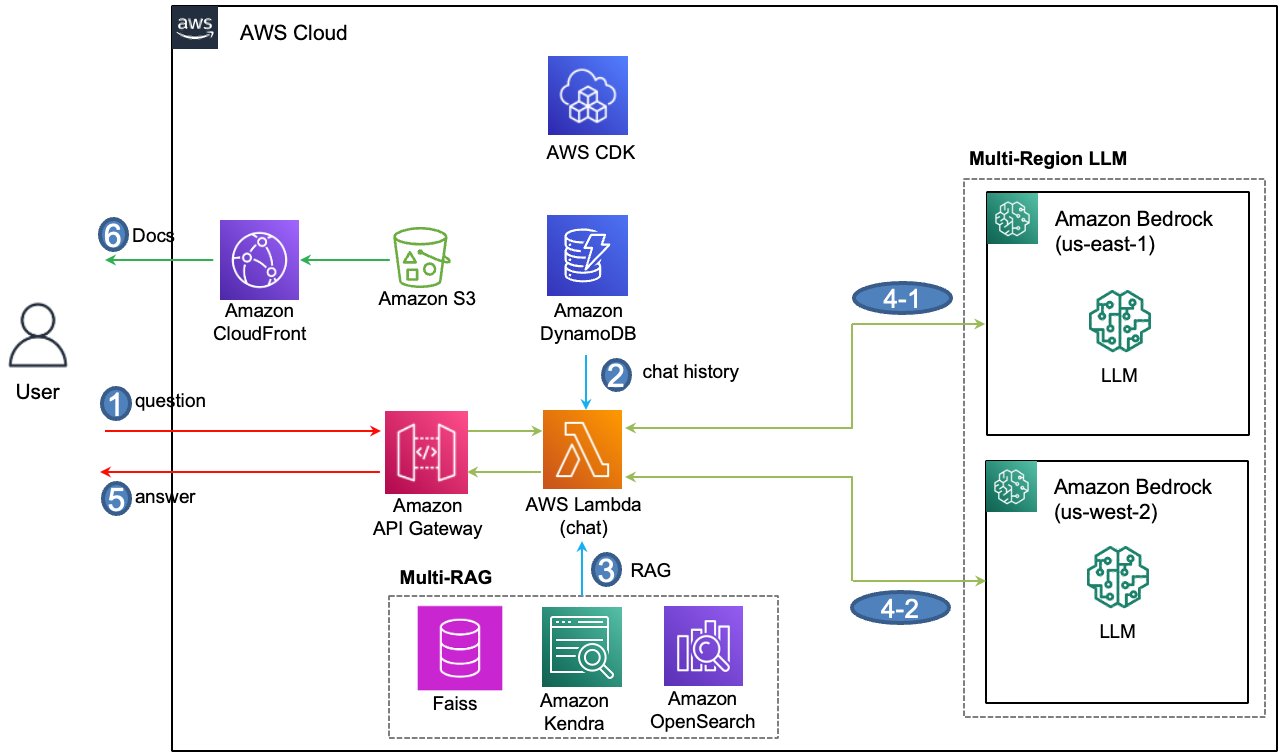 aws
AWS Cloud
AWS CDK
Multi-Region LLM
Amazon Bedrock
(us-east-1)
LLM
6
Docs
Amazon
CloudFront
Amazon S3
Amazon
DynamoDB
4-1
User
2
chat history
1
question
5
answer
Amazon
API Gateway
AWS Lambda
(chat)
Amazon Bedrock
(us-west-2)
LLM
4-2
3
RAG
Multi-RAG
Faiss
Amazon
Kendra
Amazon
OpenSearch